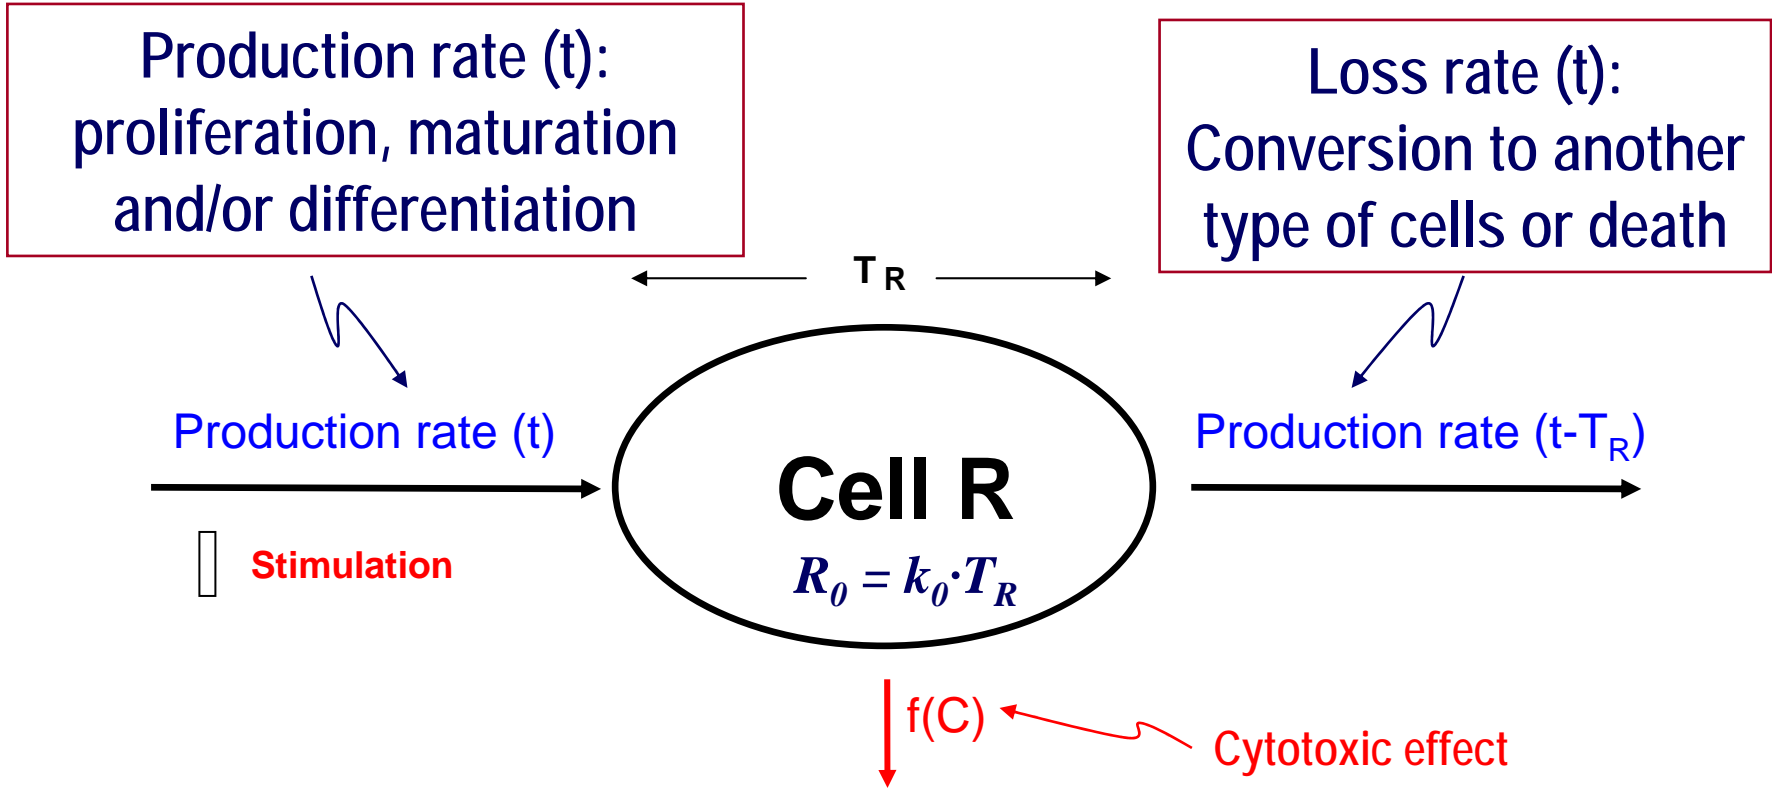 Production rate (t):
proliferation, maturation
and/or differentiation
Loss rate (t):
Conversion to another
type of cells or death
T R
Production rate (t)
Production rate (t-TR)
Cell R
Stimulation
R0 = k0·TR
f(C)
Cytotoxic effect